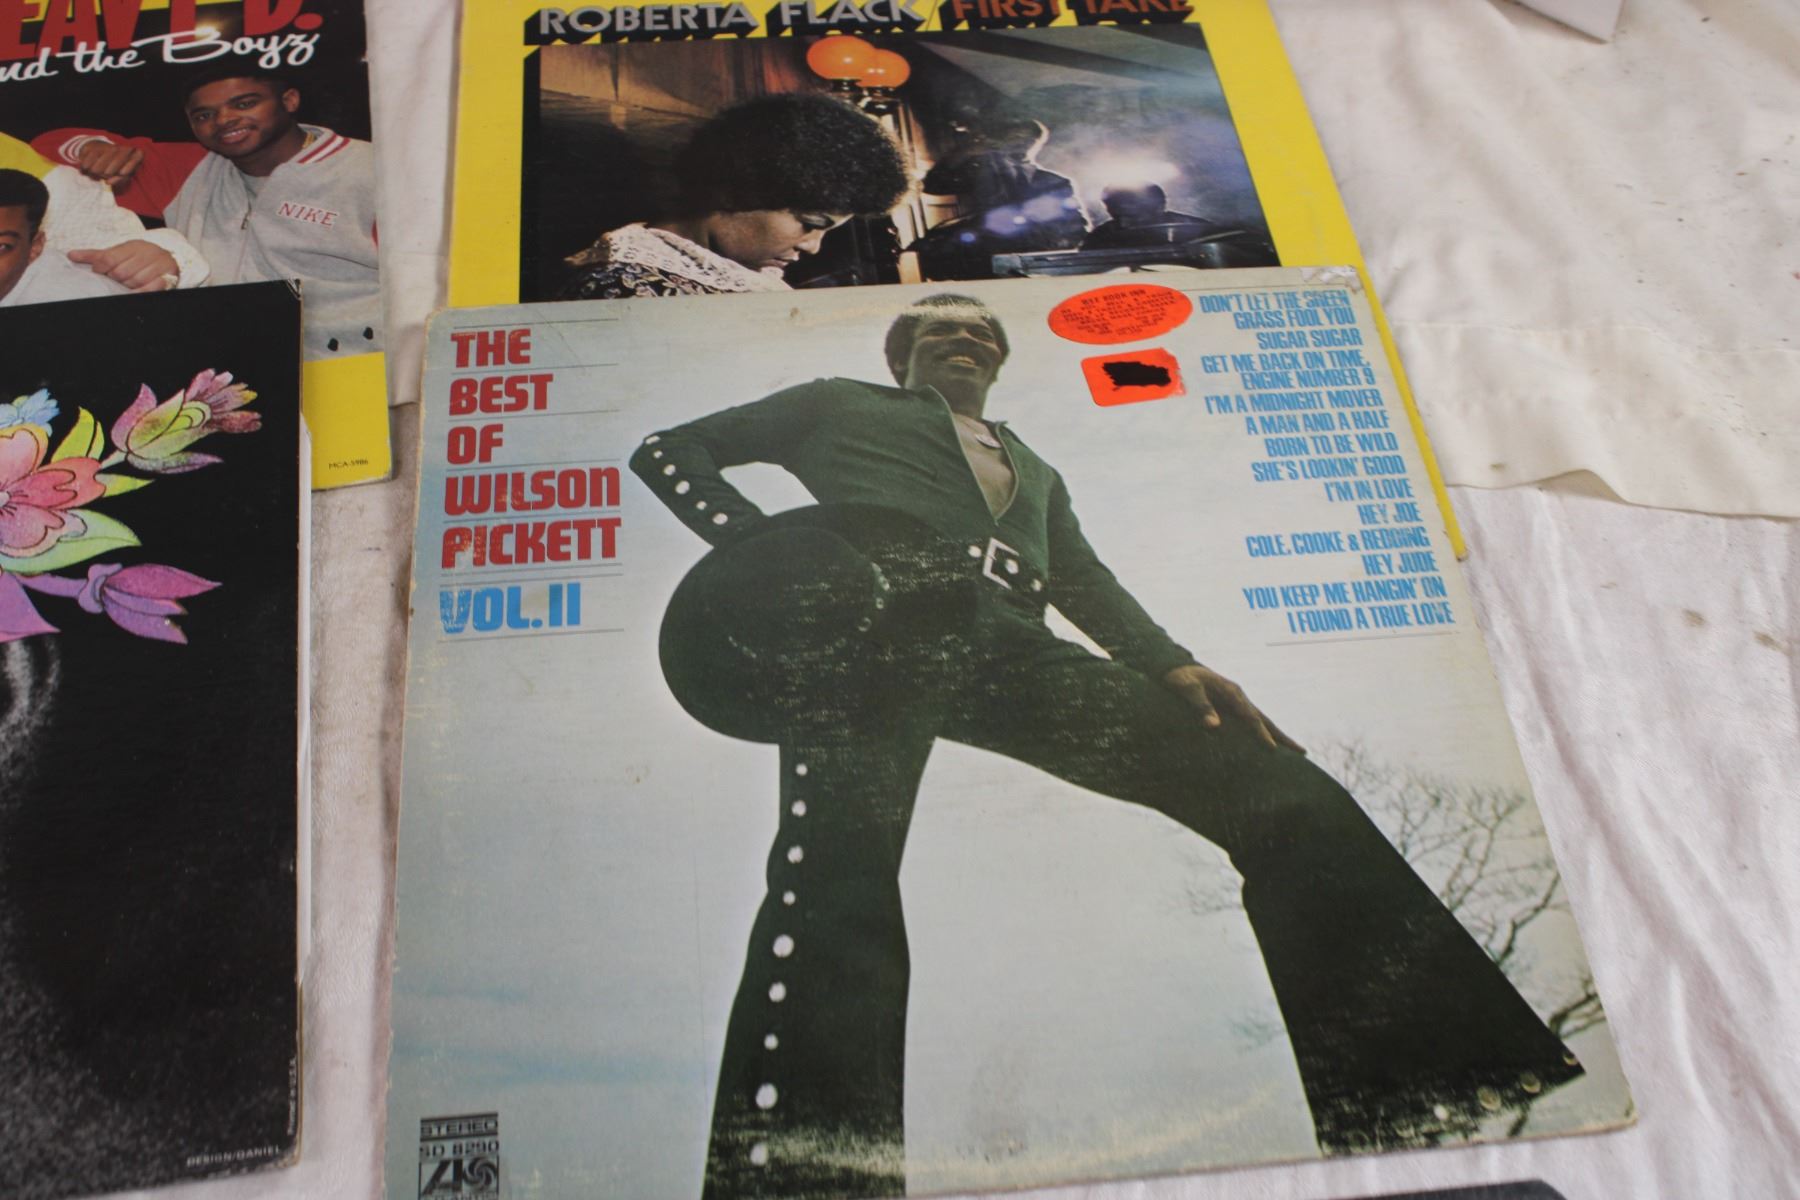 EAVY D.
nd the Boyz
NIKE
MCA-5986
ROBERTA FLACK/FIRST TAKE
THE
BEST
OF
WILSON
PICKETT
VOL. II
DON'T LET THE GREEN
GRASS FOOL YOU
SUGAR SUGAR
GET ME BACK ON TIME,
ENGINE NUMBER 9
I'M A MIDNIGHT MOVER
A MAN AND A HALF
BORN TO BE WILD
SHE'S LOOKIN' GOOD
I'M IN LOVE
HEY JOE
COLE, COOKE & REDDING
HEY JUDE
YOU KEEP ME HANGIN' ON
I FOUND A TRUE LOVE
STEREO
SD 8290
DESIGN/DANIEL